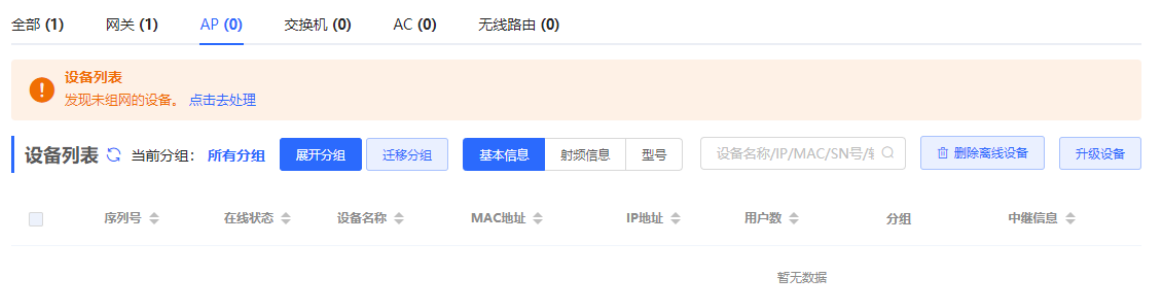 全部 (1) 网关 (1) AP (0) 交换机 (0) AC (0) 无线路由 (0)
设备列表
发现未组网的设备。 点击去处理
设备列表 当前分组： 所有分组 展开分组 迁移分组 基本信息 射频信息 型号 设备名称/IP/MAC/SN号/ 删除离线设备 升级设备
序列号 在线状态 设备名称 MAC地址 IP地址 用户数 分组 中继信息
暂无数据